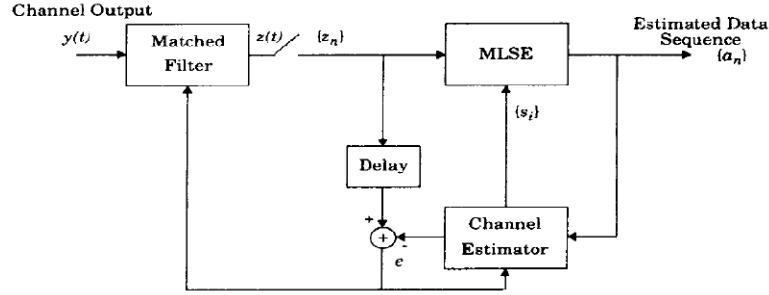 Channel Output
Estimated Data
Sequence
{a_n}
y(t)
Matched
Filter
z(t)
{z_n}
MLSE
{s_i}
Delay
+
+
-
e
Channel
Estimator